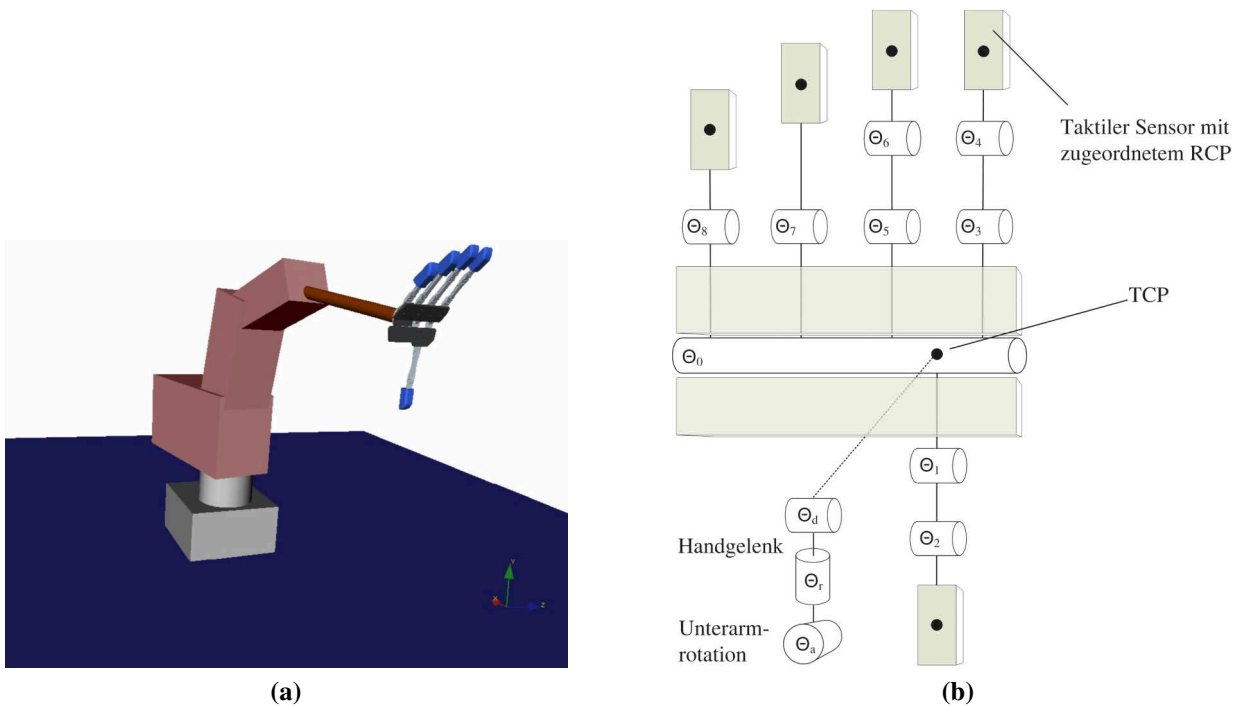 Θ6
Θ4
Taktiler Sensor mit
zugeordnetem RCP
Θ8
Θ7
Θ5
Θ3
TCP
Θ0
Θ1
Θd
Handgelenk
Θ2
Θr
Unterarm-
rotation
Θa
Y
X
Z
(a)
(b)